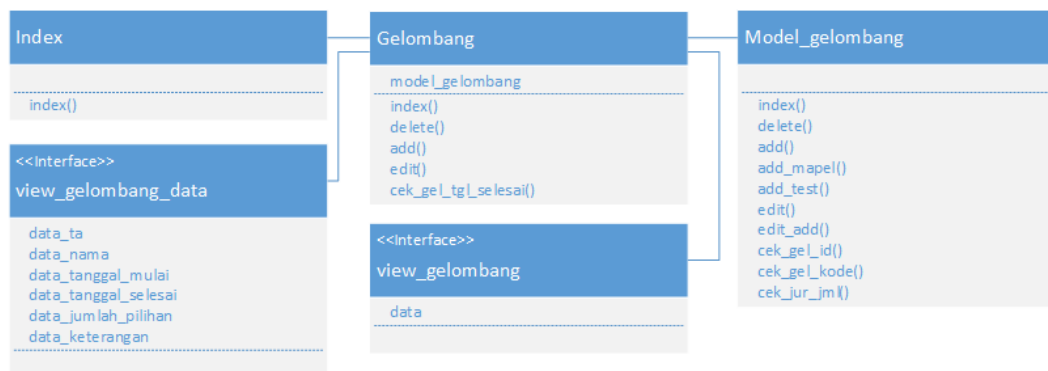 Index
index()
<<Interface>>
view_gelombang_data
data_ta
data_nama
data_tanggal_mulai
data_tanggal_selesai
data_jumlah_pilihan
data_keterangan
Gelombang
model_gelombang
index()
delete()
add()
edit()
cek_gel_tgl_selesai()
<<Interface>>
view_gelombang
data
Model_gelombang
index()
delete()
add()
add_mapel()
add_test()
edit()
edit_add()
cek_gel_id()
cek_gel_kode()
cek_jur_jml()